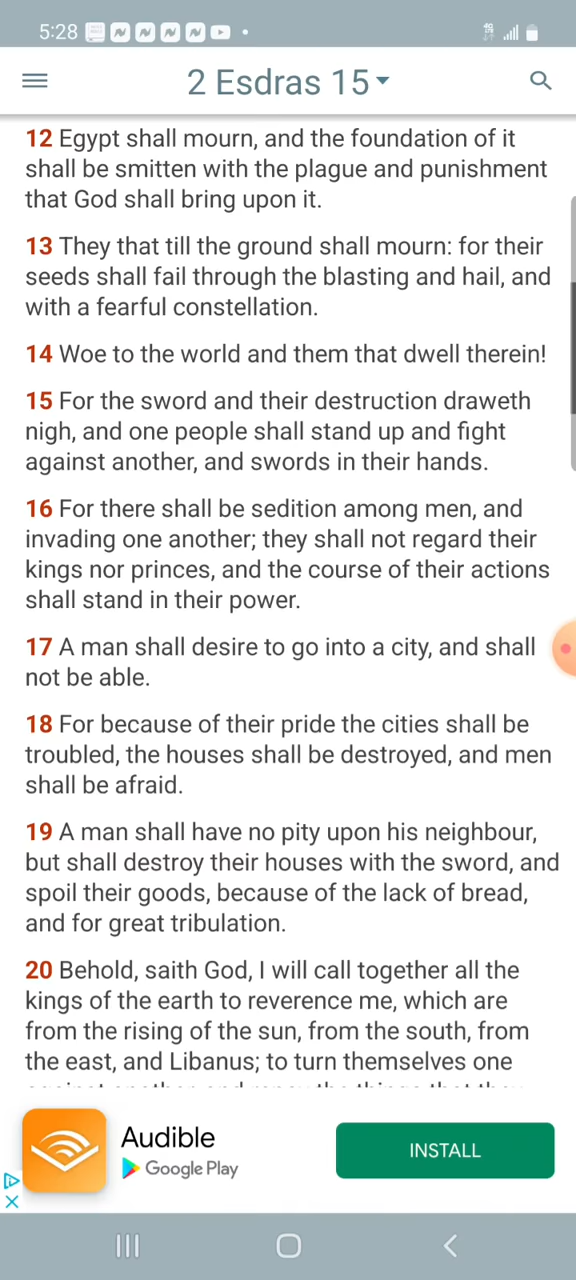 5:28
2 Esdras 15
12 Egypt shall mourn, and the foundation of it
shall be smitten with the plague and punishment
that God shall bring upon it.
13 They that till the ground shall mourn: for their
seeds shall fail through the blasting and hail, and
with a fearful constellation.
14 Woe to the world and them that dwell therein!
15 For the sword and their destruction draweth
nigh, and one people shall stand up and fight
against another, and swords in their hands.
16 For there shall be sedition among men, and
invading one another; they shall not regard their
kings nor princes, and the course of their actions
shall stand in their power.
17 A man shall desire to go into a city, and shall
not be able.
18 For because of their pride the cities shall be
troubled, the houses shall be destroyed, and men
shall be afraid.
19 A man shall have no pity upon his neighbour,
but shall destroy their houses with the sword, and
spoil their goods, because of the lack of bread,
and for great tribulation.
20 Behold, saith God, I will call together all the
kings of the earth to reverence me, which are
from the rising of the sun, from the south, from
the east, and Libanus; to turn themselves one
Audible
Google Play
INSTALL